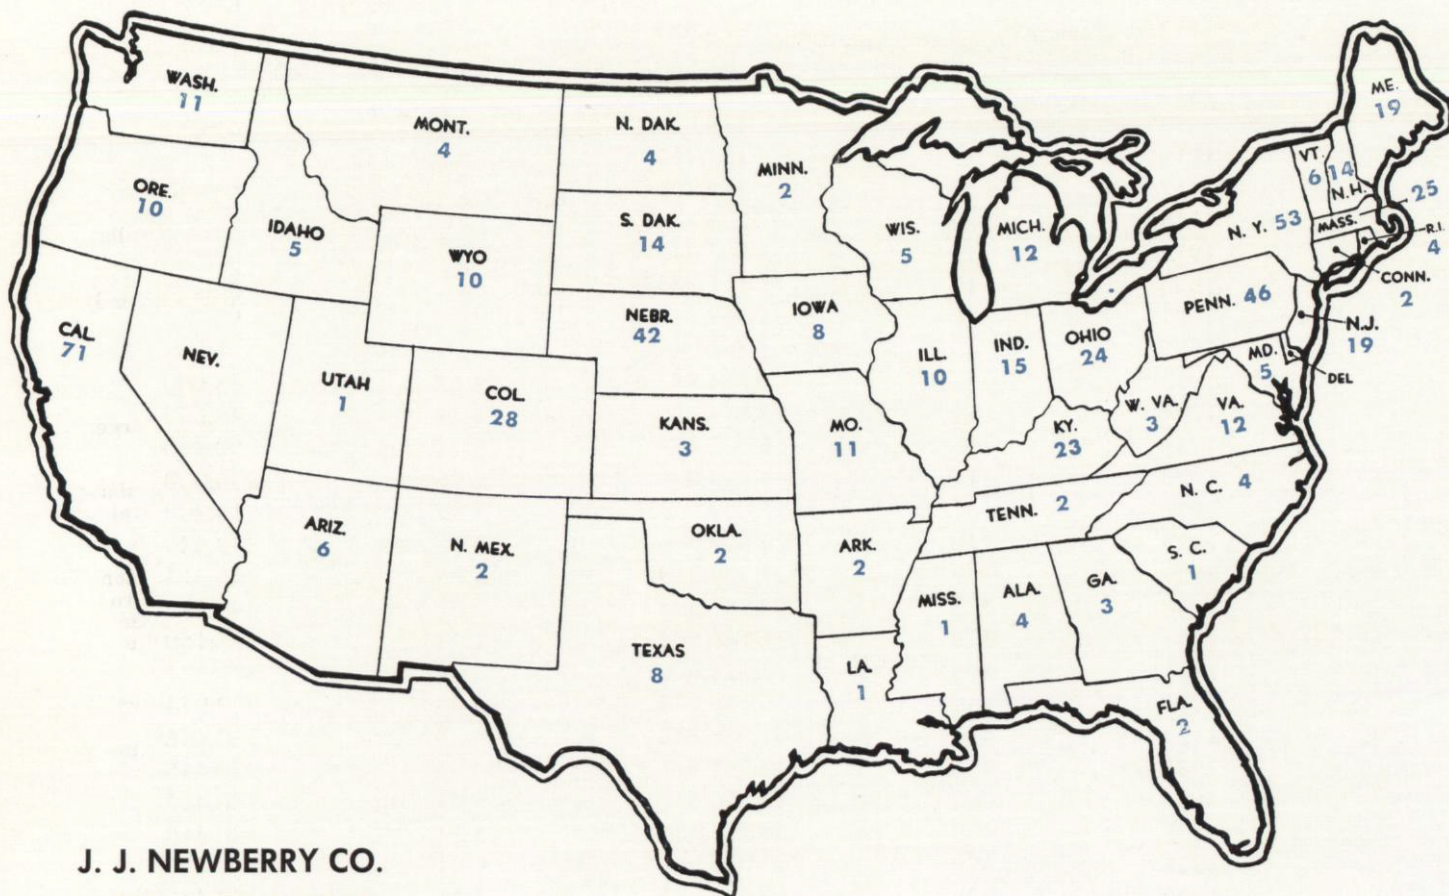 WASH.
11
ORE.
10
CAL.
71
NEV.
IDAHO
5
MONT.
4
WYO
10
UTAH
1
COL.
28
ARIZ.
6
N. MEX.
2
N. DAK.
4
S. DAK.
14
NEBR.
42
KANS.
3
OKLA.
2
TEXAS
8
MINN.
2
IOWA
8
MO.
11
ARK.
2
LA.
1
WIS.
5
ILL.
10
MICH.
12
IND.
15
OHIO
24
KY.
23
TENN. 2
MISS.
1
ALA.
4
GA.
3
FLA.
2
S. C.
1
N. C. 4
VA.
12
W. VA.
3
MD.
5
DEL
PENN. 46
N.J.
19
N. Y. 53
CONN.
2
R.I.
4
MASS.
25
VT.
6
14
N.H.
ME.
19
J. J. NEWBERRY CO.